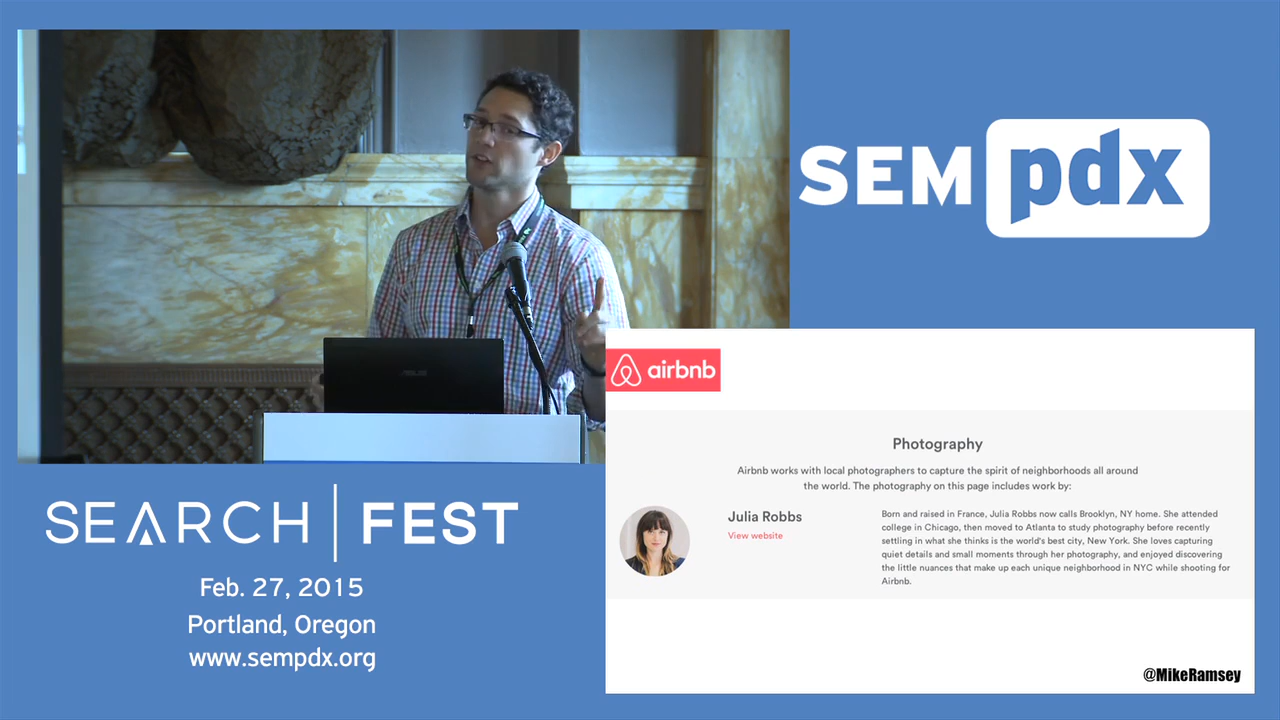 SEM pdx
ASUS
airbnb
Photography
Airbnb works with local photographers to capture the spirit of neighborhoods all around
the world. The photography on this page includes work by:
Julia Robbs
View website
Born and raised in France, Julia Robbs now calls Brooklyn, NY home. She attended
college in Chicago, then moved to Atlanta to study photography before recently
settling in what she thinks is the world's best city, New York. She loves capturing
quiet details and small moments through her photography, and enjoyed discovering
the little nuances that make up each unique neighborhood in NYC while shooting for
Airbnb.
@MikeRamsey
SEARCH FEST
Feb. 27, 2015
Portland, Oregon
www.sempdx.org